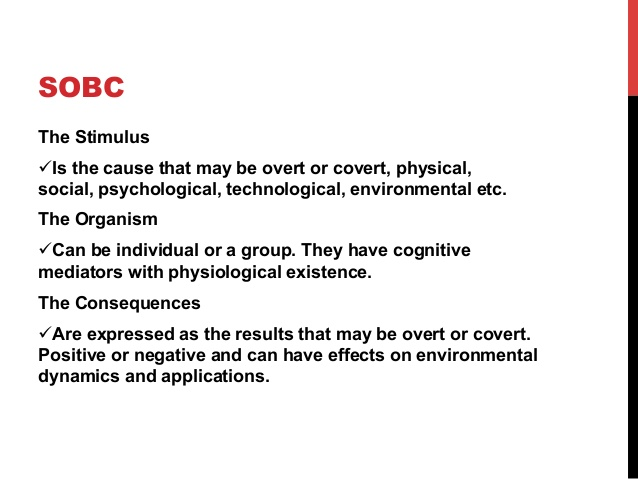 SOBC
The Stimulus
✓Is the cause that may be overt or covert, physical,
social, psychological, technological, environmental etc.
The Organism
✓Can be individual or a group. They have cognitive
mediators with physiological existence.
The Consequences
✓Are expressed as the results that may be overt or covert.
Positive or negative and can have effects on environmental
dynamics and applications.